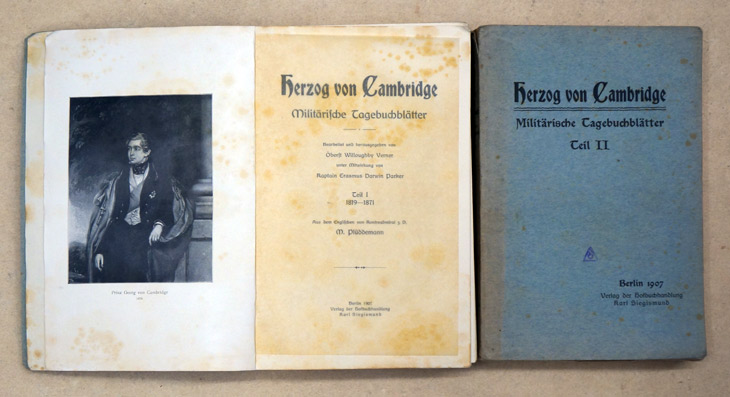 Prinz Georg von Cambridge
Herzog von Cambridge
Militärische Tagebuchblätter
Bearbeitet und herausgegeben von
Oberst Willoughby Verner
unter Mitwirkung von
Kapitän Erasmus Darwin Parker
Teil I
1819—1871
Aus dem Englischen von Kontreadmiral z. D.
M. Plüddemann
Berlin 1907
Verlag der Hofbuchhandlung
Karl Siegismund
Herzog von Cambridge
Militärische Tagebuchblätter
Teil II
Berlin 1907
Verlag der Hofbuchhandlung
Karl Siegismund